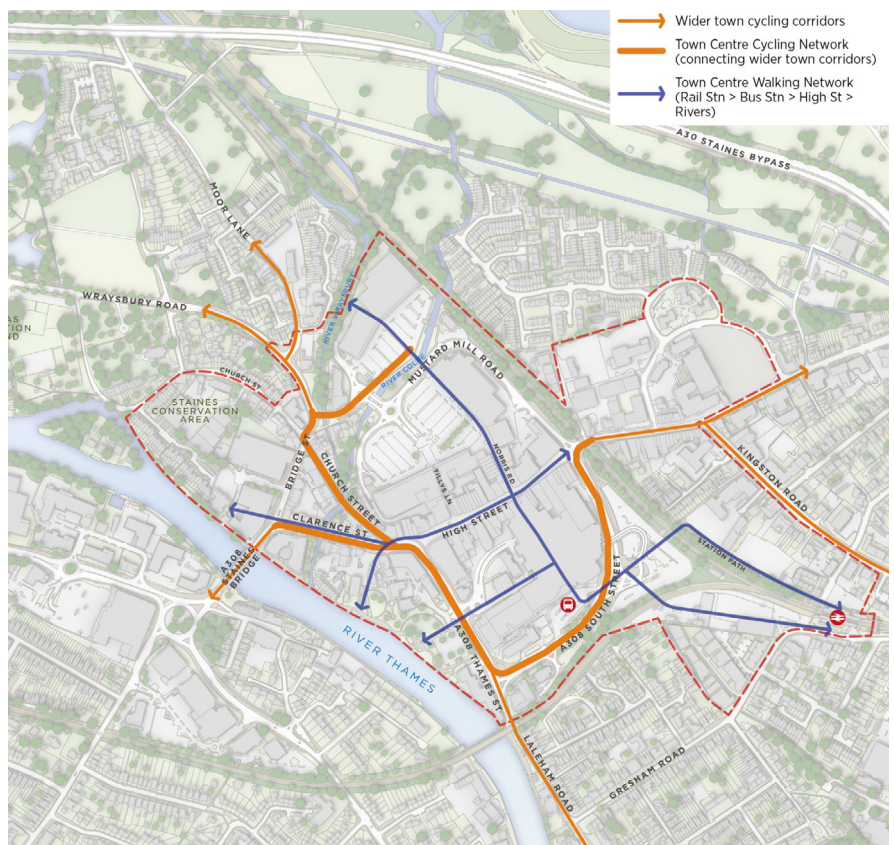 Wider town cycling corridors
Town Centre Cycling Network
(connecting wider town corridors)
Town Centre Walking Network
(Rail Stn > Bus Stn > High St >
Rivers)
A30 STAINES BYPASS
MOOR LANE
WRAYSBURY ROAD
RIVER WRAYSBURY
CHURCH ST
STAINES
CONSERVATION
AREA
RIVER COLNE
MUSTARD MILL ROAD
BRIDGE ST
CHURCH STREET
TILLYS LN
NORRIS RD
KINGSTON ROAD
HIGH STREET
CLARENCE ST
A308
STAINES
BRIDGE
STATION PATH
A308 SOUTH STREET
A308 THAMES ST
RIVER THAMES
LALEHAM ROAD
GRESHAM ROAD